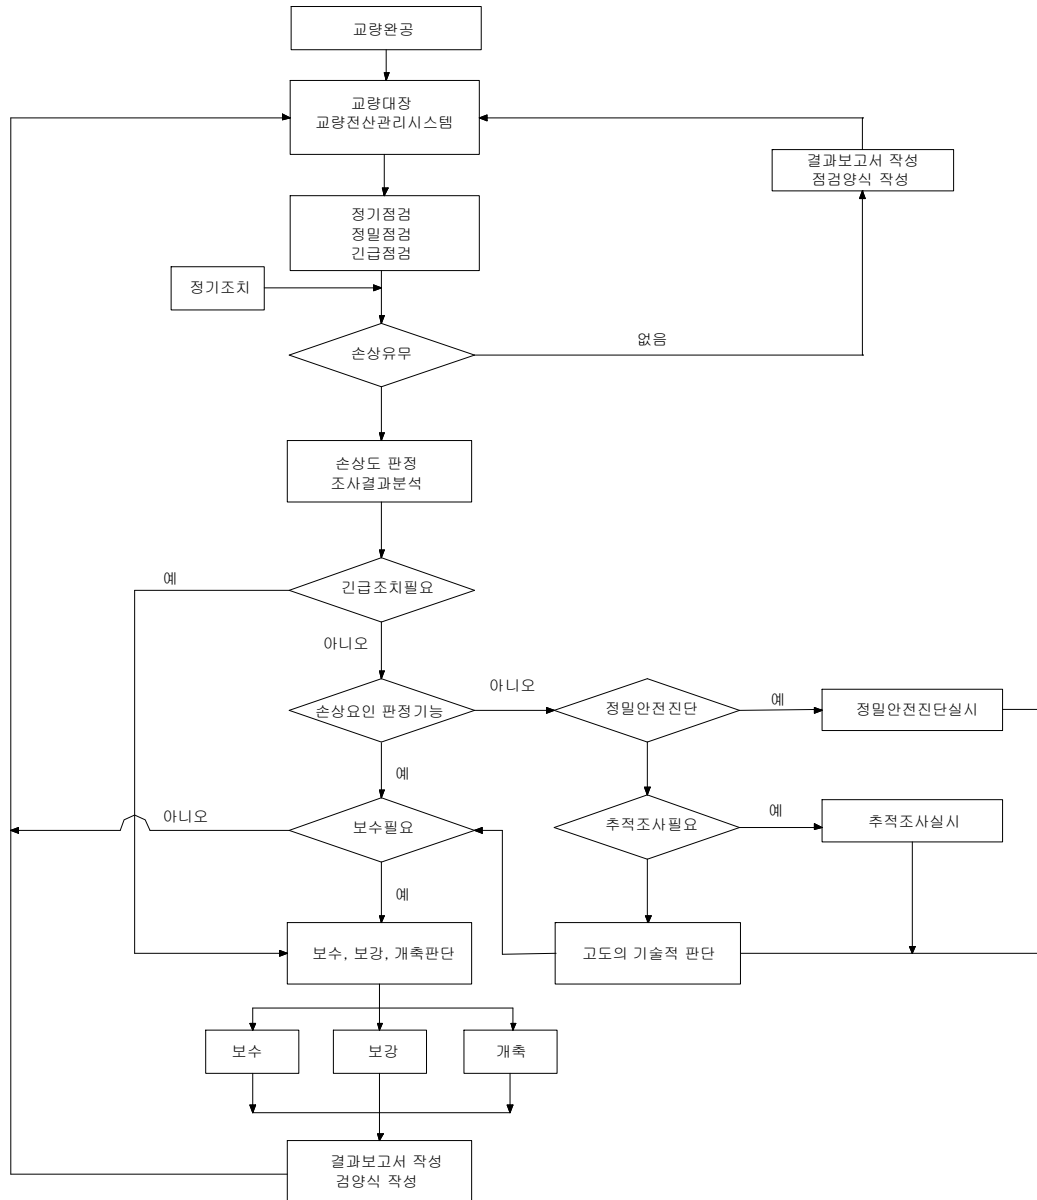 교량완공
교량대장
교량전산관리시스템
결과보고서 작성
점검양식 작성
정기점검
정밀점검
긴급점검
정기조치
손상유무
없음
손상도 판정
조사결과분석
예
긴급조치필요
아니오
손상요인 판정기능
아니오
정밀안전진단
예
정밀안전진단실시
예
아니오
보수필요
추적조사필요
예
추적조사실시
예
보수, 보강, 개축판단
고도의 기술적 판단
보수
보강
개축
결과보고서 작성
검양식 작성